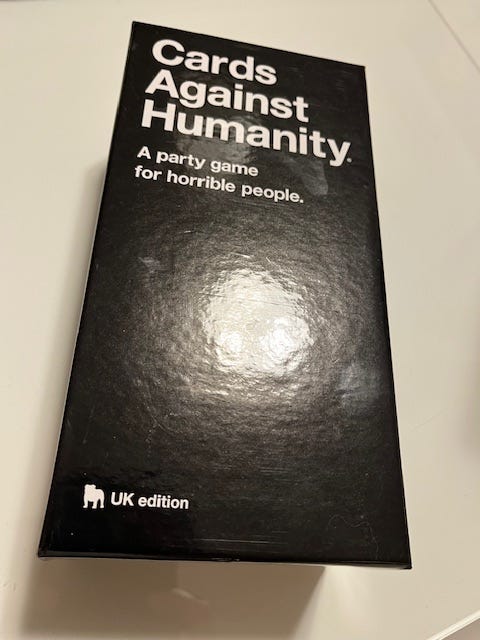 Cards
Against
Humanity®
A party game
for horrible people.
UK edition